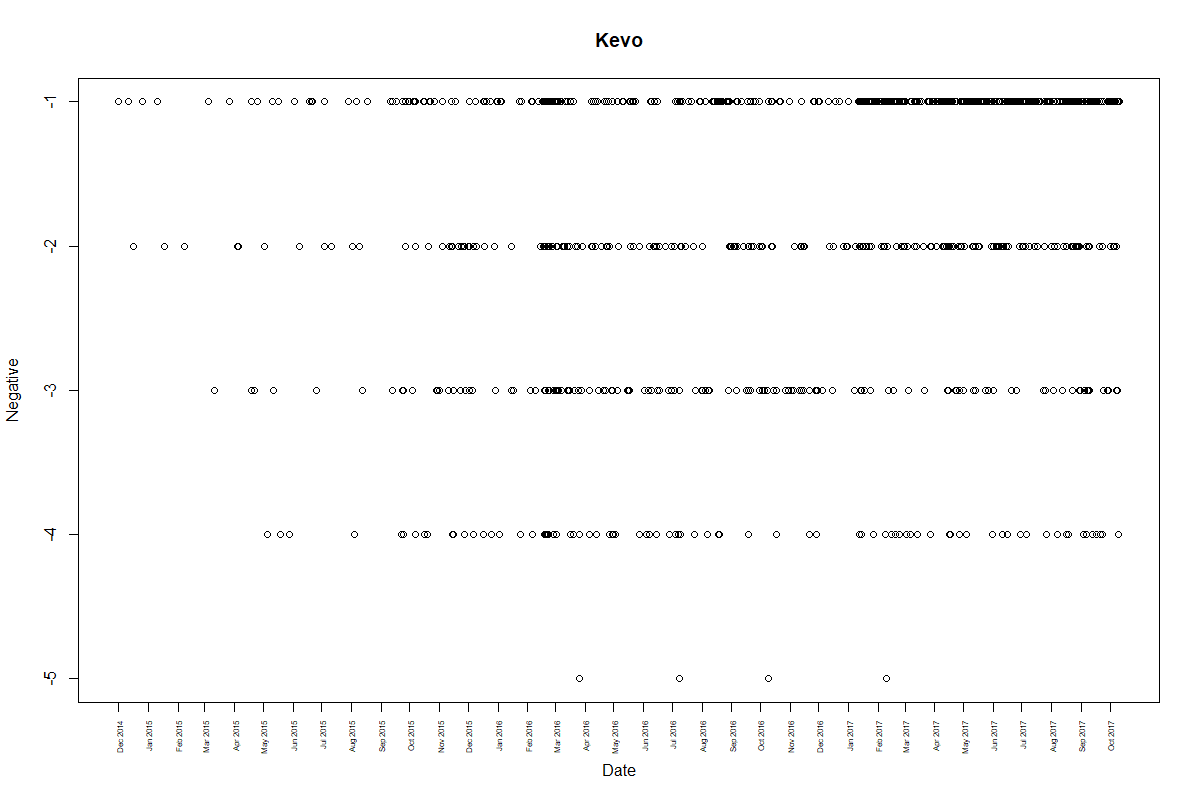 Kevo
Negative
-1
-2
-3
-4
-5
Dec 2014
Jan 2015
Feb 2015
Mar 2015
Apr 2015
May 2015
Jun 2015
Jul 2015
Aug 2015
Sep 2015
Oct 2015
Nov 2015
Dec 2015
Jan 2016
Feb 2016
Mar 2016
Apr 2016
May 2016
Jun 2016
Jul 2016
Aug 2016
Sep 2016
Oct 2016
Nov 2016
Dec 2016
Jan 2017
Feb 2017
Mar 2017
Apr 2017
May 2017
Jun 2017
Jul 2017
Aug 2017
Sep 2017
Oct 2017
Date